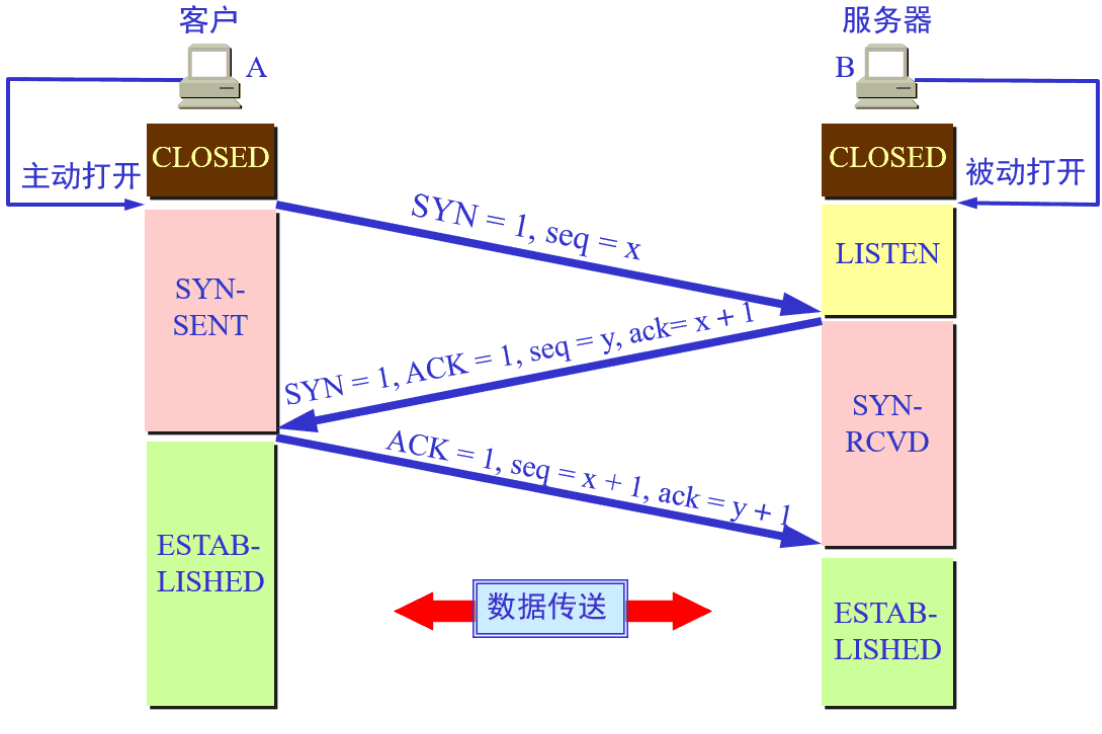 客户
服务器
A
B
CLOSED
CLOSED
主动打开
被动打开
SYN = 1, seq = x
LISTEN
SYN-
SENT
SYN = 1, ACK = 1, seq = y, ack= x + 1
SYN-
RCVD
ACK = 1, seq = x + 1, ack = y + 1
ESTAB-
LISHED
数据传送
ESTAB-
LISHED